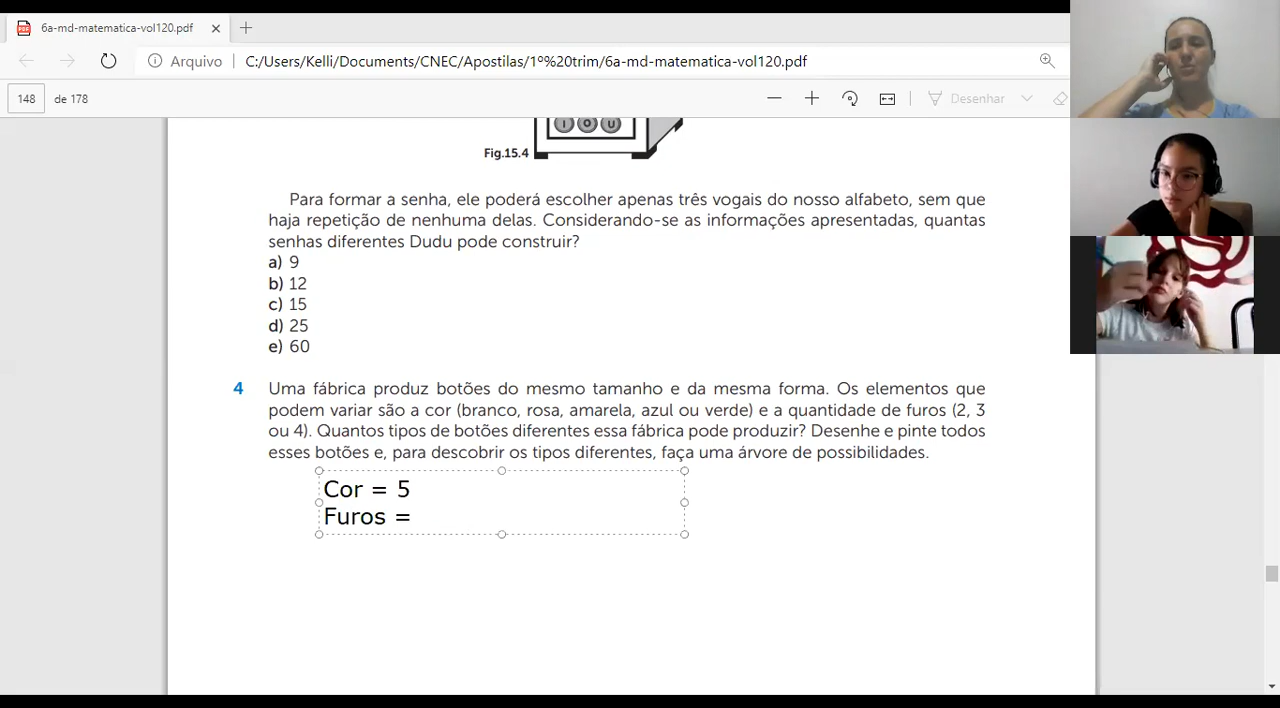 6a-md-matematica-vol120.pdf
Arquivo
C:/Users/Kelli/Documents/CNEC/Apostilas/1º%20trim/6a-md-matematica-vol120.pdf
148 de 178
Desenhar
I O U
Fig.15.4
Para formar a senha, ele poderá escolher apenas três vogais do nosso alfabeto, sem que
haja repetição de nenhuma delas. Considerando-se as informações apresentadas, quantas
senhas diferentes Dudu pode construir?
a) 9
b) 12
c) 15
d) 25
e) 60
4 Uma fábrica produz botões do mesmo tamanho e da mesma forma. Os elementos que
podem variar são a cor (branco, rosa, amarela, azul ou verde) e a quantidade de furos (2, 3
ou 4). Quantos tipos de botões diferentes essa fábrica pode produzir? Desenhe e pinte todos
esses botões e, para descobrir os tipos diferentes, faça uma árvore de possibilidades.
Cor = 5
Furos =